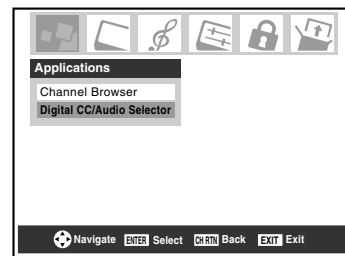 Applications
Channel Browser
Digital CC/Audio Selector
Navigate ENTER Select CH RTN Back EXIT Exit